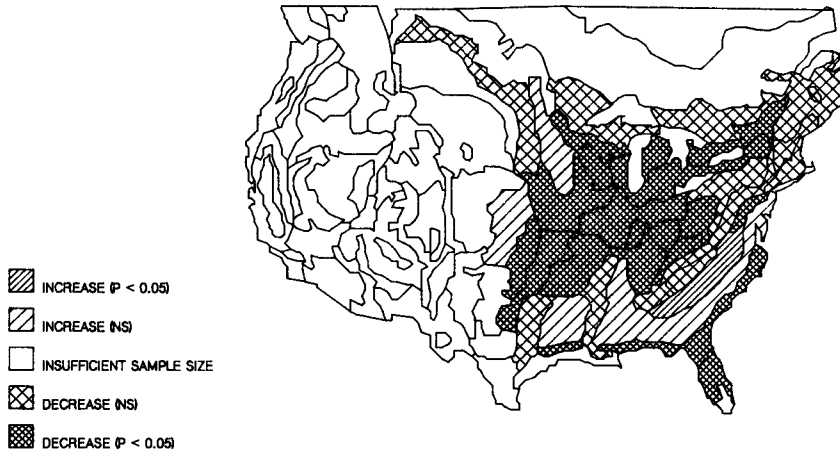 INCREASE (P < 0.05)
INCREASE (NS)
INSUFFICIENT SAMPLE SIZE
DECREASE (NS)
DECREASE (P < 0.05)